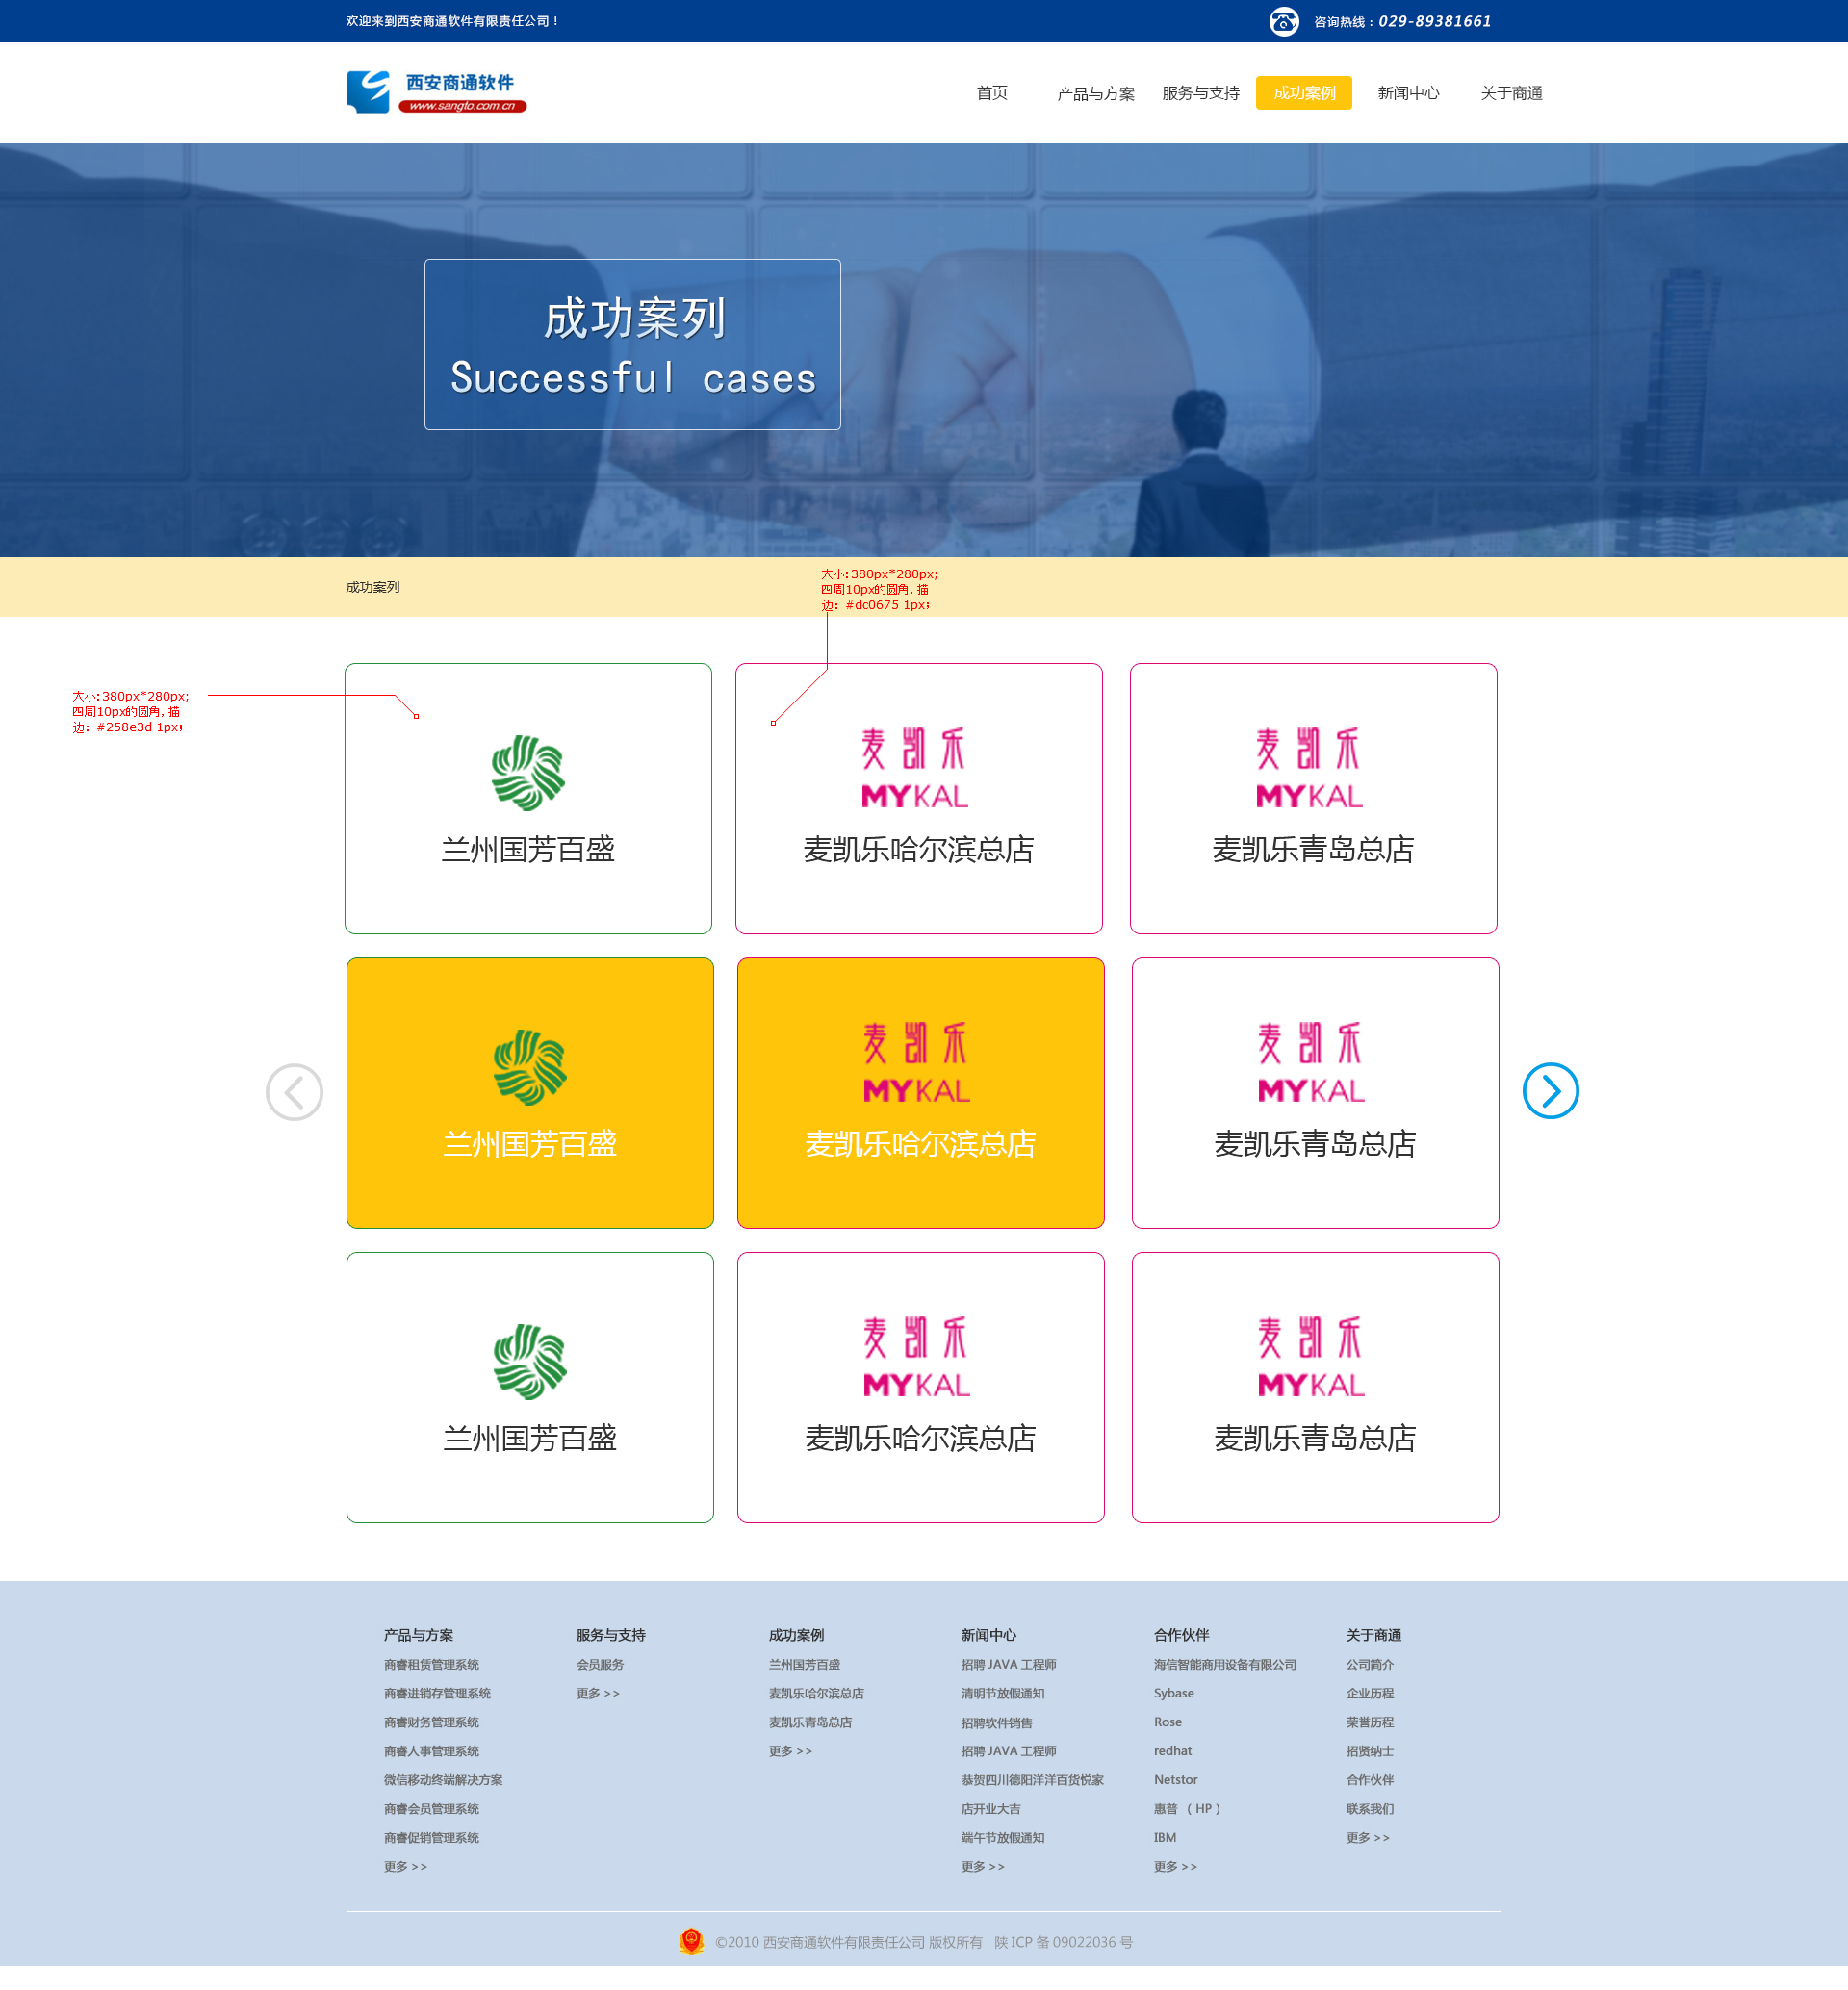 欢迎来到西安商通软件有限责任公司！
咨询热线：029-89381661
西安商通软件
www.sangto.com.cn
首页 产品与方案 服务与支持 成功案例 新闻中心 关于商通
成功案列
Successful cases
成功案列
大小：380px*280px;
四周10px的圆角，描
边：#dc0675 1px；
大小：380px*280px;
四周10px的圆角，描
边：#258e3d 1px；
麦凯乐
MYKAL
麦凯乐
MYKAL
兰州国芳百盛 麦凯乐哈尔滨总店 麦凯乐青岛总店
麦凯乐
MYKAL
麦凯乐
MYKAL
兰州国芳百盛 麦凯乐哈尔滨总店 麦凯乐青岛总店
麦凯乐
MYKAL
麦凯乐
MYKAL
兰州国芳百盛 麦凯乐哈尔滨总店 麦凯乐青岛总店
产品与方案
商睿租赁管理系统
商睿进销存管理系统
商睿财务管理系统
商睿人事管理系统
微信移动终端解决方案
商睿会员管理系统
商睿促销管理系统
更多 >>
服务与支持
会员服务
更多 >>
成功案例
兰州国芳百盛
麦凯乐哈尔滨总店
麦凯乐青岛总店
更多 >>
新闻中心
招聘 JAVA 工程师
清明节放假通知
招聘软件销售
招聘 JAVA 工程师
恭贺四川德阳洋洋百货悦家
店开业大吉
端午节放假通知
更多 >>
合作伙伴
海信智能商用设备有限公司
Sybase
Rose
redhat
Netstor
惠普 （ HP ）
IBM
更多 >>
关于商通
公司简介
企业历程
荣誉历程
招贤纳士
合作伙伴
联系我们
更多 >>
©2010 西安商通软件有限责任公司 版权所有 陕 ICP 备 09022036 号